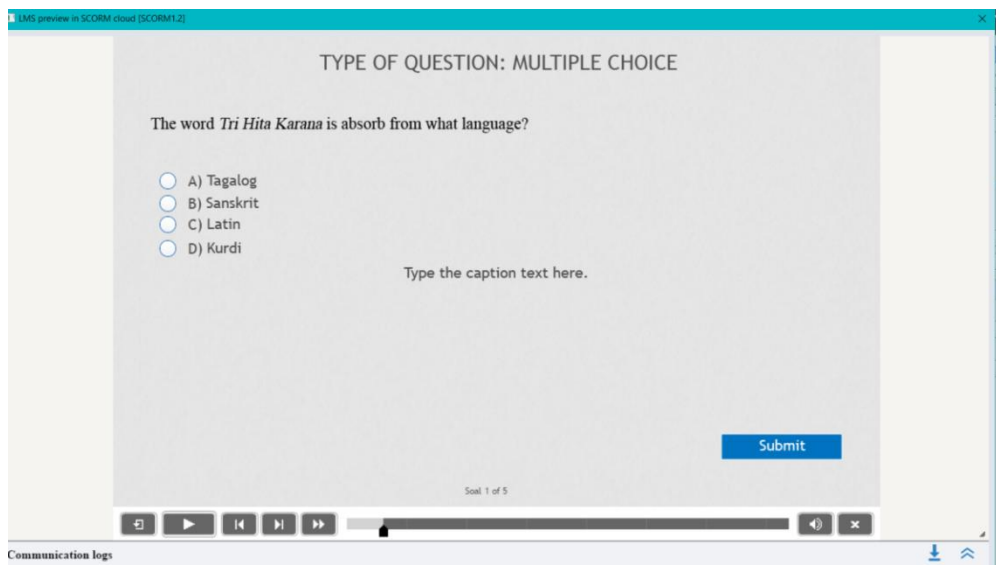 LMS preview in SCORM cloud [SCORM1.2]
TYPE OF QUESTION: MULTIPLE CHOICE
The word Tri Hita Karana is absorb from what language?
A) Tagalog
B) Sanskrit
C) Latin
D) Kurdi
Type the caption text here.
Submit
Soal 1 of 5
Communication logs